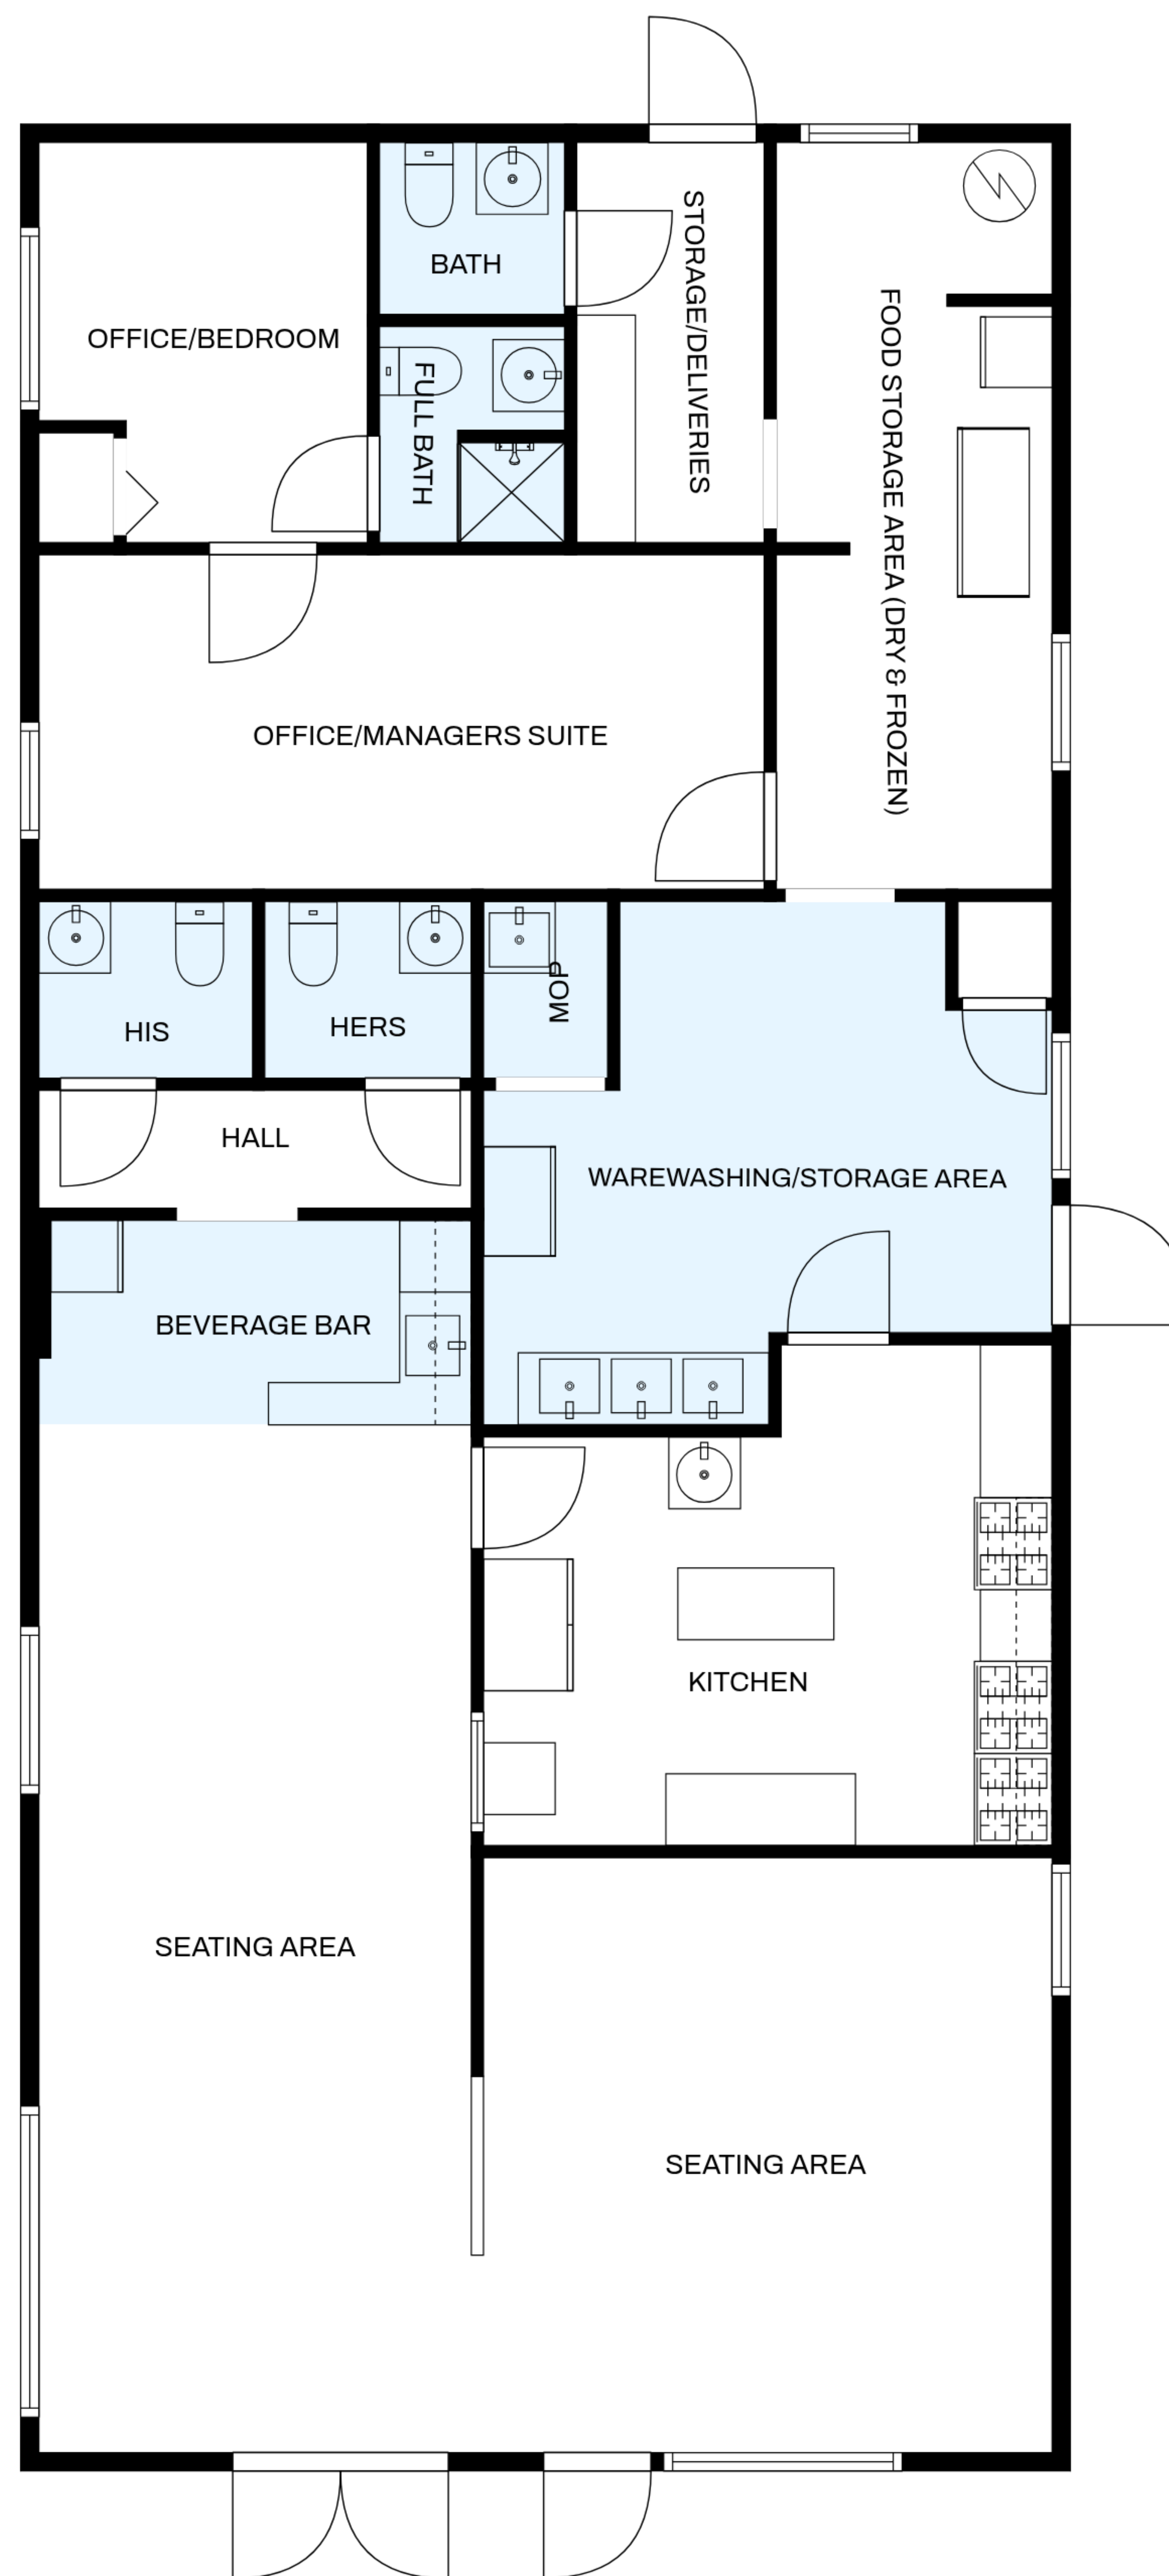 BATH
STORAGE/DELIVERIES
OFFICE/BEDROOM
FULL BATH
FOOD STORAGE AREA (DRY & FROZEN)
OFFICE/MANAGERS SUITE
MOP
HIS
HERS
HALL
WAREWASHING/STORAGE AREA
BEVERAGE BAR
KITCHEN
SEATING AREA
SEATING AREA